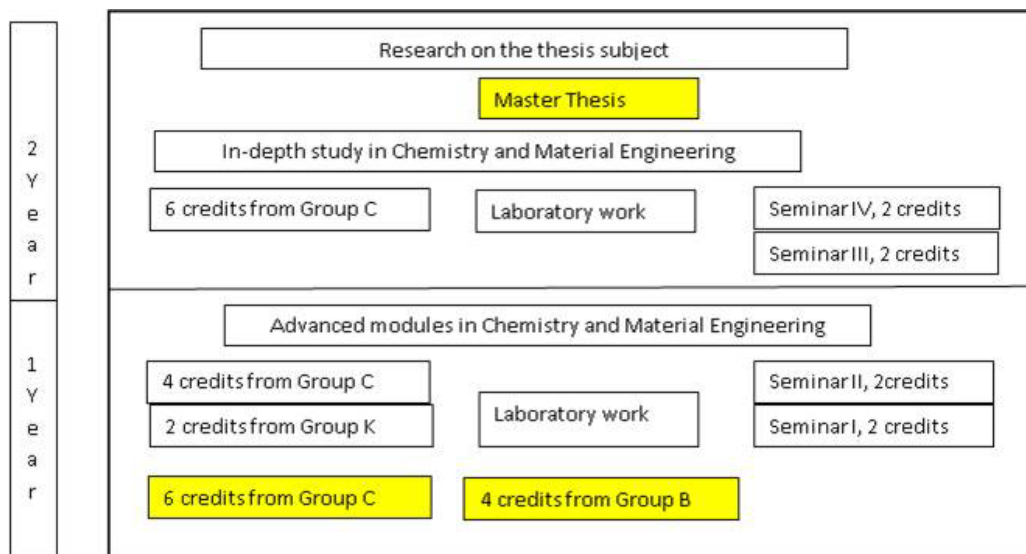 Research on the thesis subject
Master Thesis
In-depth study in Chemistry and Material Engineering
2
Y
e
a
r
6 credits from Group C
Laboratory work
Seminar IV, 2 credits
Seminar III, 2 credits
Advanced modules in Chemistry and Material Engineering
1
Y
e
a
r
4 credits from Group C
2 credits from Group K
Laboratory work
Seminar II, 2credits
Seminar I, 2 credits
6 credits from Group C
4 credits from Group B